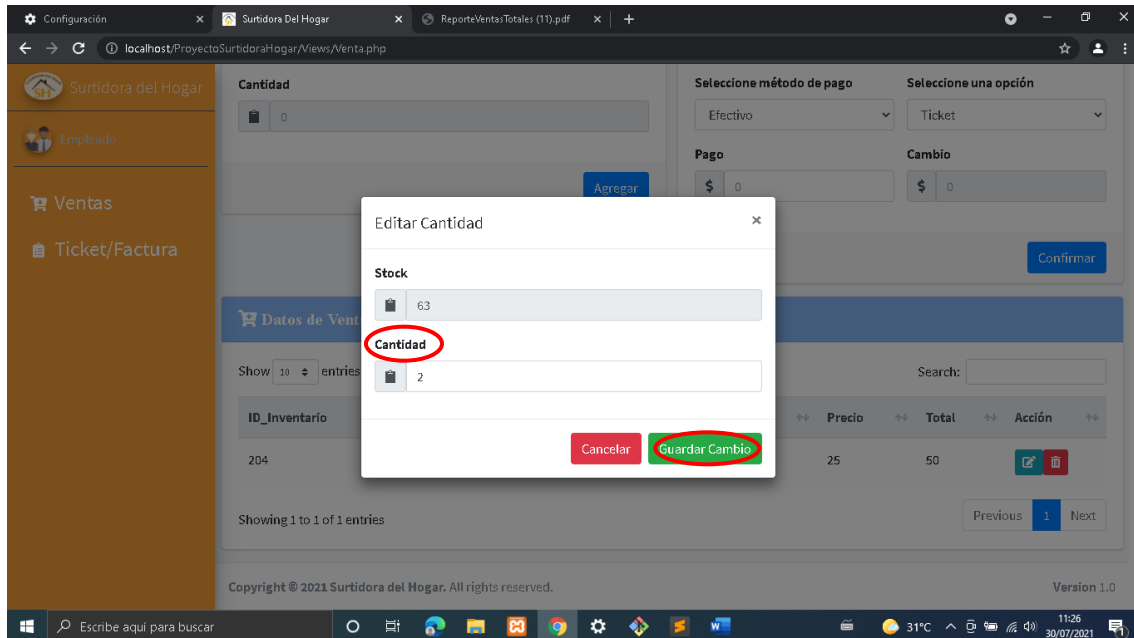 Configuración
Surtidora Del Hogar
ReporteVentasTotales (11).pdf
localhost/ProyectoSurtidoraHogar/Views/Venta.php
Surtidora del Hogar
Empleado
Ventas
Ticket/Factura
Cantidad
0
Agregar
Seleccione método de pago
Seleccione una opción
Efectivo
Ticket
Pago
Cambio
$ 0
$ 0
Confirmar
Editar Cantidad
×
Stock
63
Cantidad
2
Cancelar
Guardar Cambio
Datos de Vent
Show 10 entries
Search:
ID_Inventario Precio Total Acción
204 25 50
Showing 1 to 1 of 1 entries
Previous 1 Next
Copyright © 2021 Surtidora del Hogar. All rights reserved.
Version 1.0
Escribe aquí para buscar
31°C
11:26
30/07/2021